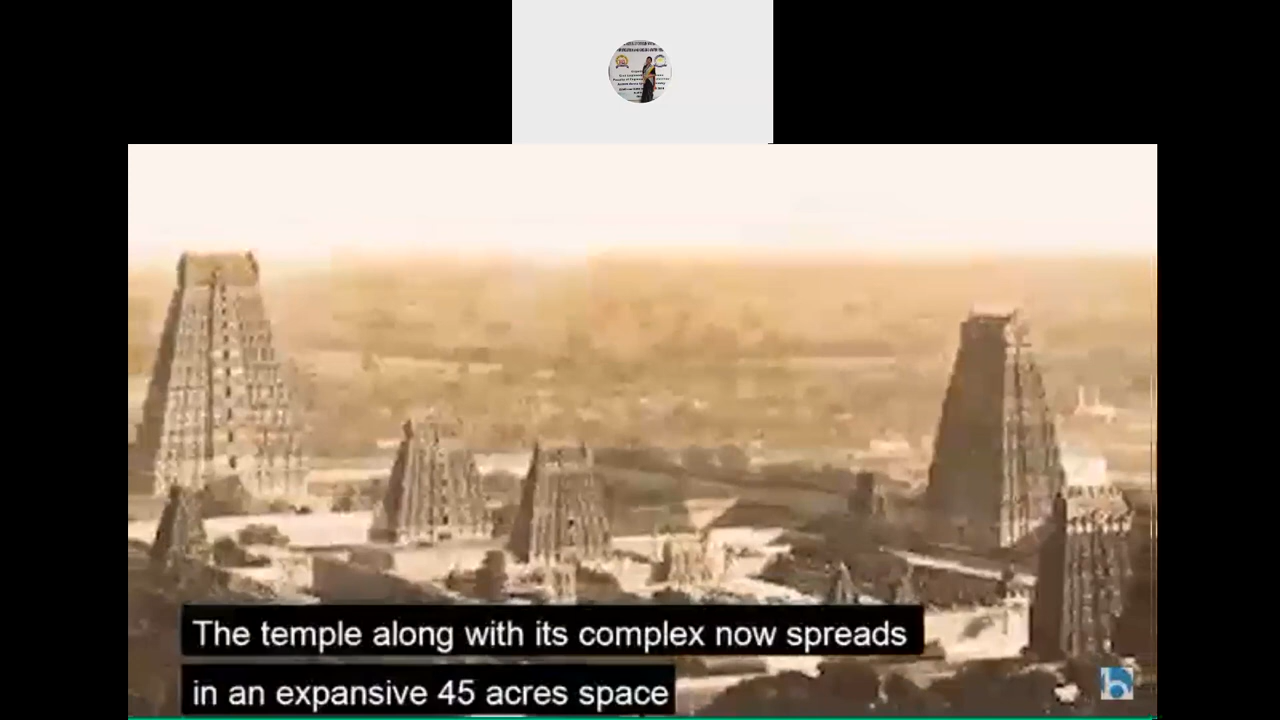 The temple along with its complex now spreads
in an expansive 45 acres space